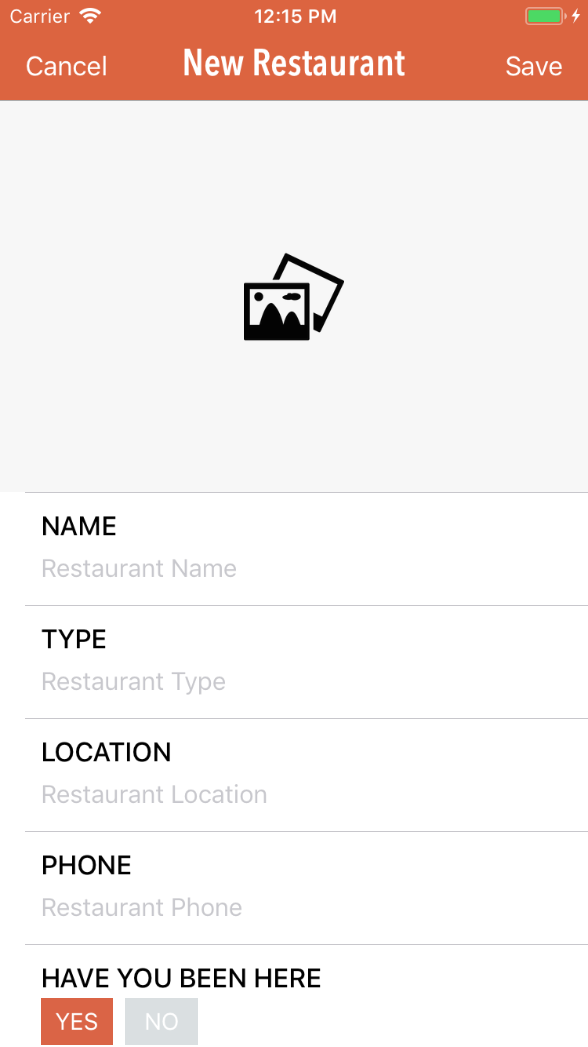 Carrier 12:15 PM
Cancel New Restaurant Save
NAME
Restaurant Name
TYPE
Restaurant Type
LOCATION
Restaurant Location
PHONE
Restaurant Phone
HAVE YOU BEEN HERE
YES NO